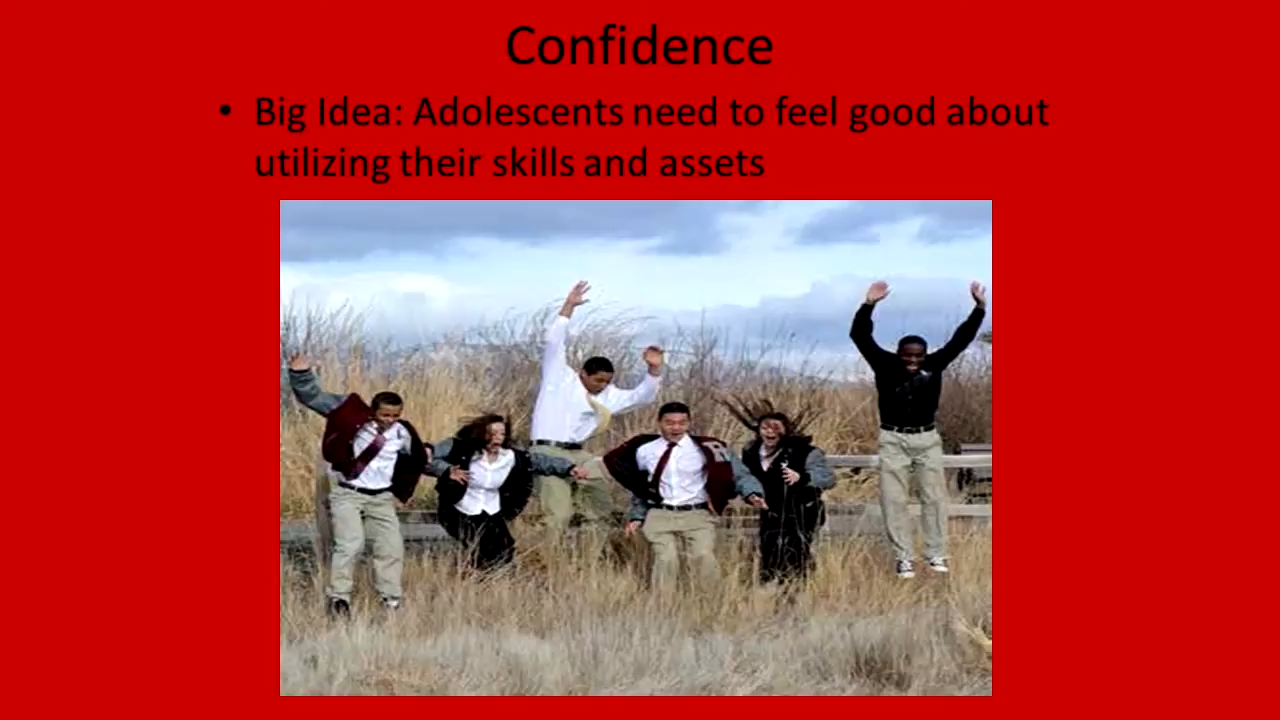 Confidence
• Big Idea: Adolescents need to feel good about
utilizing their skills and assets